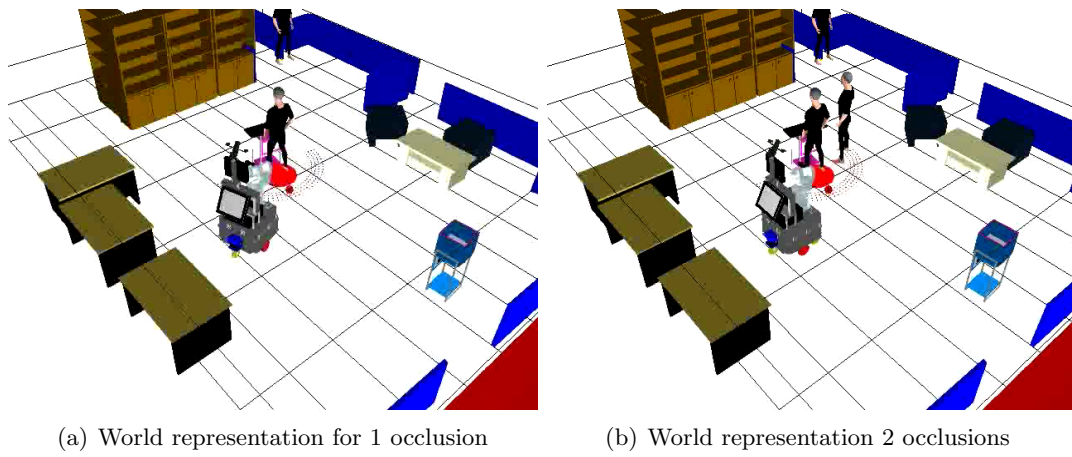 (a) World representation for 1 occlusion
(b) World representation 2 occlusions